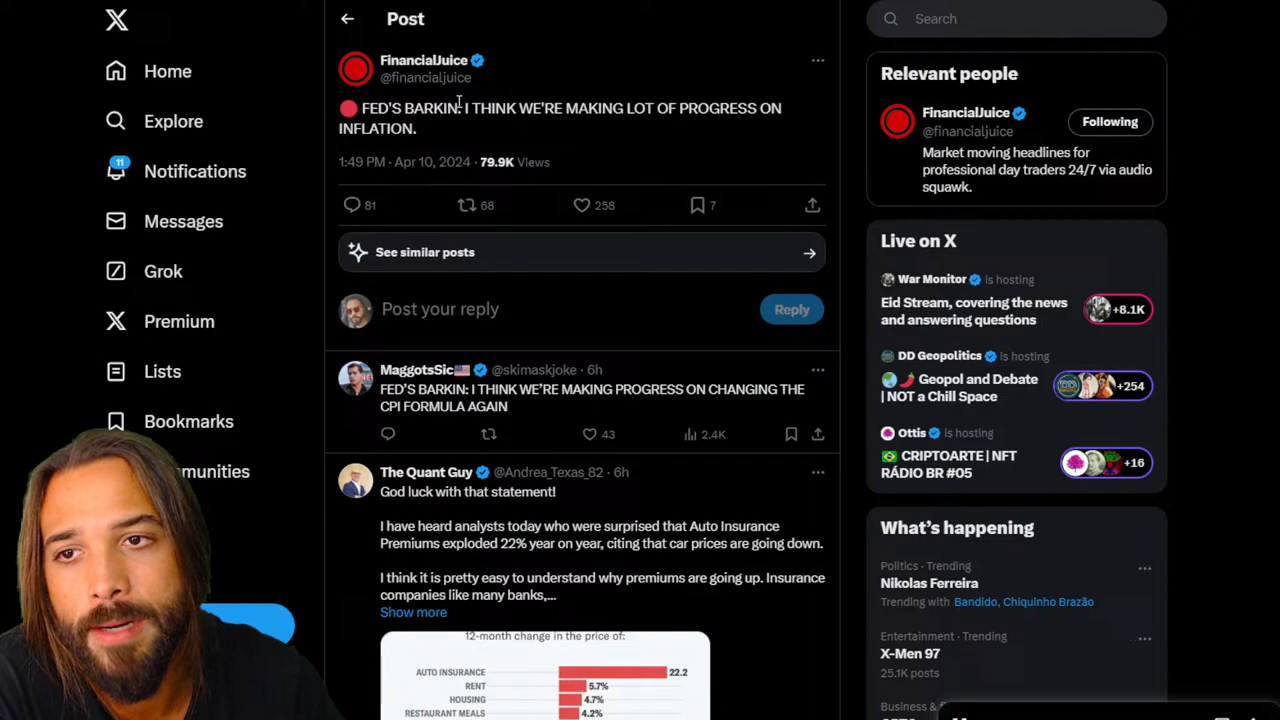 Home
Explore
11
Notifications
Messages
Grok
Premium
Lists
Bookmarks
Post
FinancialJuice
@financialjuice
FED'S BARKIN: I THINK WE'RE MAKING LOT OF PROGRESS ON
INFLATION.
1:49 PM · Apr 10, 2024 · 79.9K Views
81 68 258 7
See similar posts
Post your reply
Reply
MaggotsSic @skimaskjoke · 6h
FED'S BARKIN: I THINK WE'RE MAKING PROGRESS ON CHANGING THE
CPI FORMULA AGAIN
43 2.4K
The Quant Guy @Andrea_Texas_82 · 6h
God luck with that statement!
I have heard analysts today who were surprised that Auto Insurance
Premiums exploded 22% year on year, citing that car prices are going down.
I think it is pretty easy to understand why premiums are going up. Insurance
companies like many banks,...
Show more
12-month change in the price of:
AUTO INSURANCE 22.2
RENT 5.7%
HOUSING 4.7%
RESTAURANT MEALS 4.2%
Search
Relevant people
FinancialJuice
@financialjuice
Following
Market moving headlines for
professional day traders 24/7 via audio
squawk.
Live on X
War Monitor is hosting
Eid Stream, covering the news
and answering questions
+8.1K
DD Geopolitics is hosting
Geopol and Debate
| NOT a Chill Space
+254
Ottis is hosting
CRIPTOARTE | NFT
RÁDIO BR #05
+16
What's happening
Politics · Trending
Nikolas Ferreira
Trending with Bandido, Chiquinho Brazão
Entertainment · Trending
X-Men 97
25.1K posts